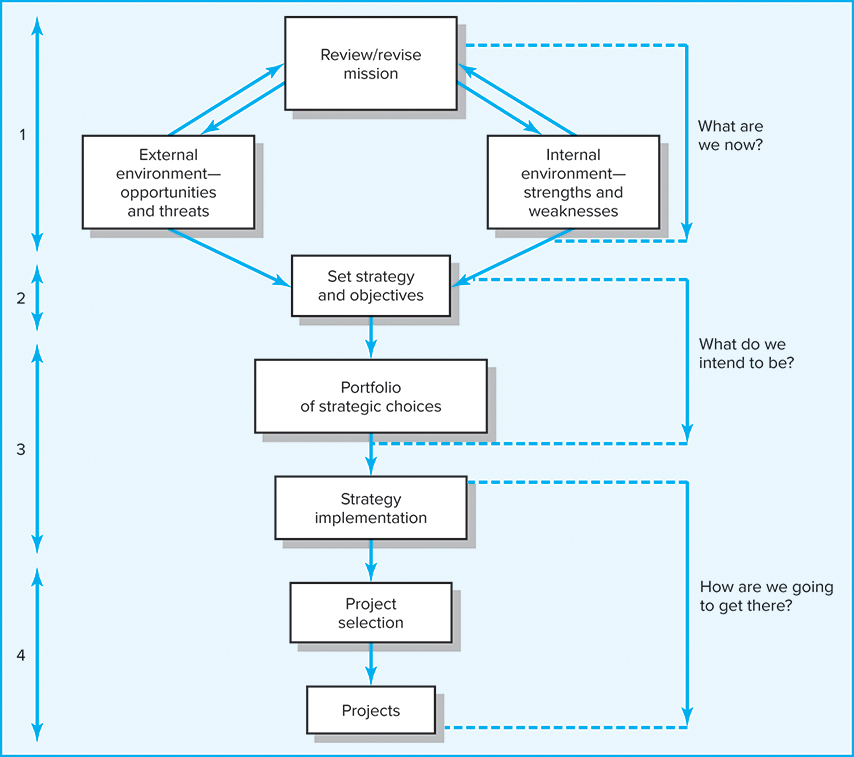 Review/revise
mission
1
What are
we now?
External
environment—
opportunities
and threats
Internal
environment—
strengths and
weaknesses
2
Set strategy
and objectives
What do we
intend to be?
Portfolio
of strategic choices
3
Strategy
implementation
How are we going
to get there?
Project
selection
4
Projects